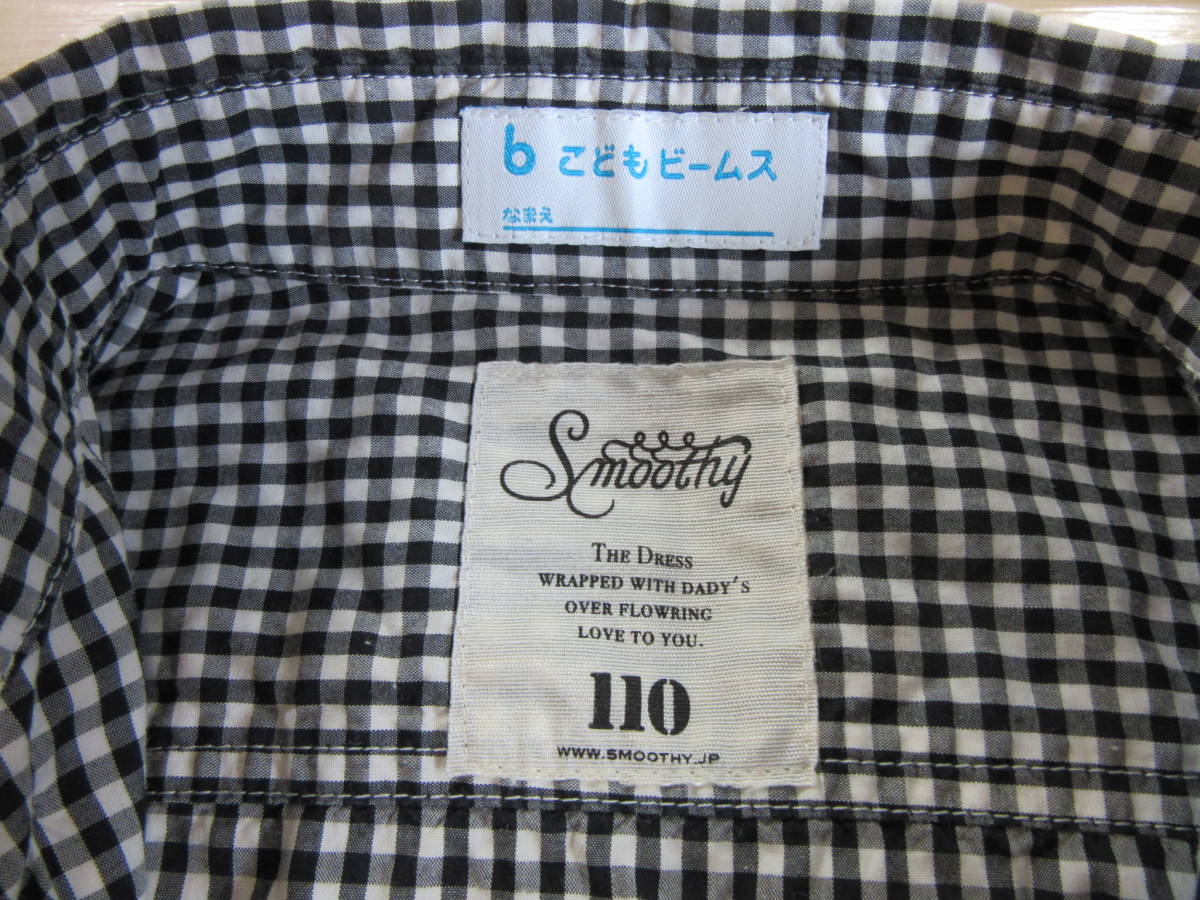 b こどもビームス
なまえ
Smoothy
THE DRESS
WRAPPED WITH DADY'S
OVER FLOWRING
LOVE TO YOU.
110
WWW.SMOOTHY.JP